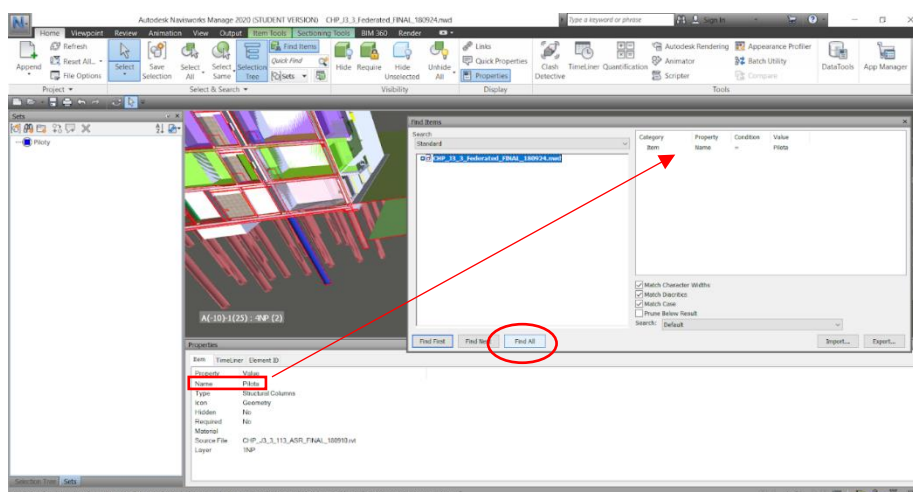 Autodesk Navisworks Manage 2020 (STUDENT VERSION) CHP_J3_3_Federated_FINAL_180924.nwd
Type a keyword or phrase
Sign In
Home Viewpoint Review Animation View Output Item Tools Sectioning Tools BIM 360 Render
Append
Refresh
Reset All...
File Options
Select
Save Selection
Select All
Select Same
Selection Tree
Find Items
Quick Find
Sets
Hide
Require
Hide Unselected
Unhide All
Links
Quick Properties
Properties
Clash Detective
TimeLiner
Quantification
Autodesk Rendering
Animator
Scripter
Appearance Profiler
Batch Utility
Compare
DataTools
App Manager
Project
Select & Search
Visibility
Display
Tools
Sets
Piloty
A(-10)-1(25) : -1NP (2)
Find Items
Search
Standard
CHP_J3_3_Federated_FINAL_180924.nwd
Category Property Condition Value
Item Name = Pilota
Match Character Widths
Match Diacritics
Match Case
Prune Below Result
Search: Default
Find First
Find Next
Find All
Import...
Export...
Properties
Item TimeLiner Element ID
Property Value
Name Pilota
Type Structural Columns
Icon Geometry
Hidden No
Required No
Material
Source File CHP_J3_3_113_ASR_FINAL_180910.rvt
Layer 1NP
Selection Tree Sets